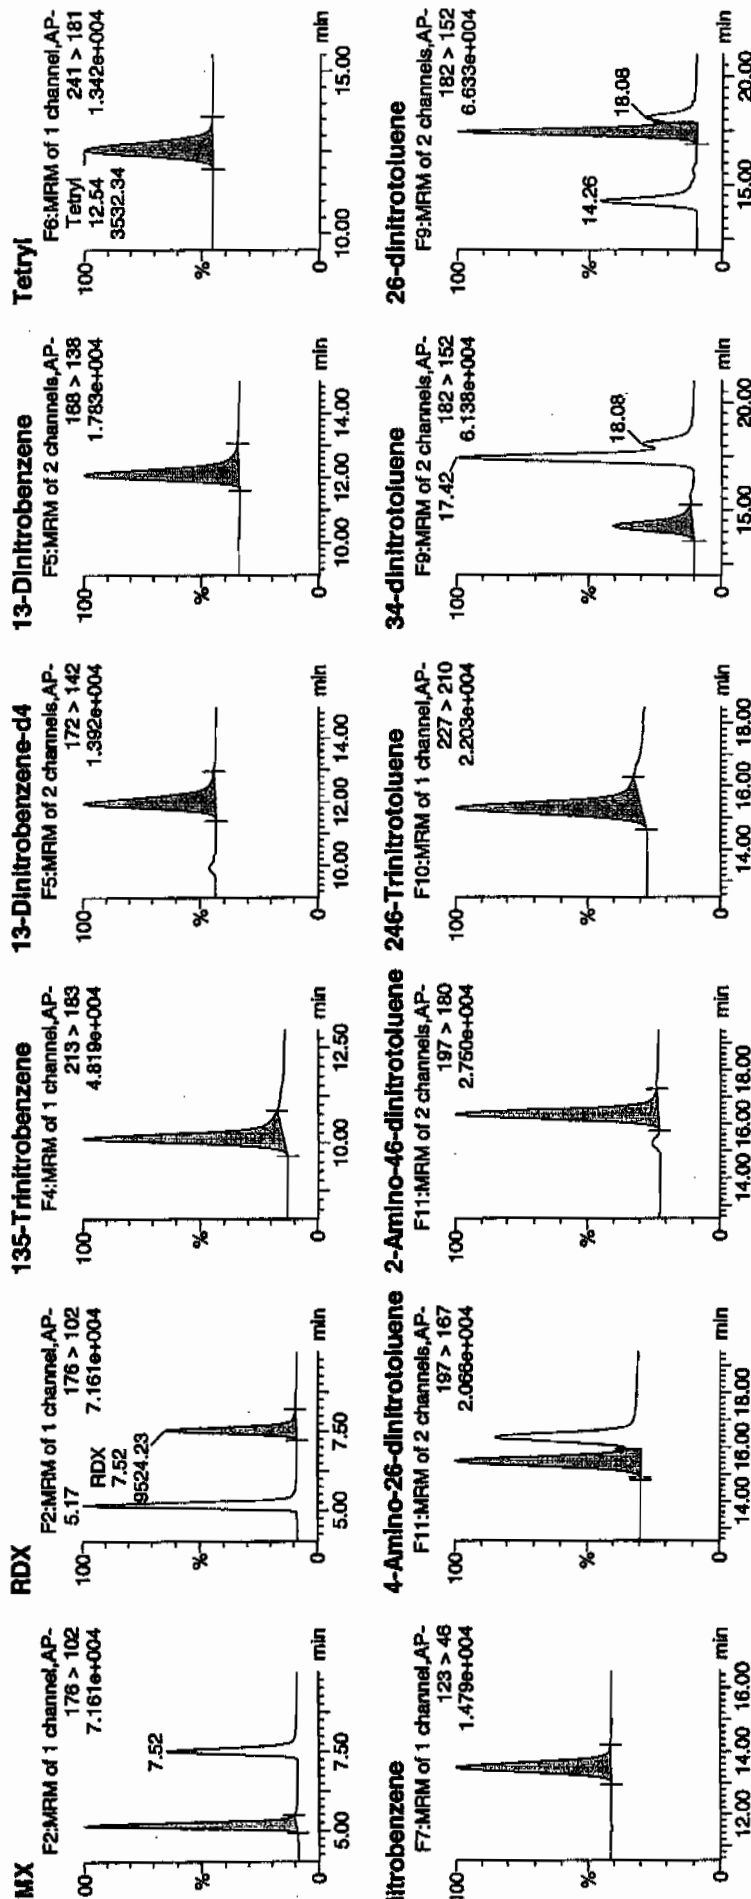 MX
F2:MRM of 1 channel,AP-
176 > 102
7.161e+004
00
%
0
7.52
5.00
7.50
min
RDX
F2:MRM of 1 channel,AP-
5.17
176 > 102
7.161e+004
RDX
7.52
9524.23
100
%
0
5.00
7.50
min
135-Trinitrobenzene
F4:MRM of 1 channel,AP-
213 > 183
4.819e+004
100
%
0
10.00
12.50
min
13-Dinitrobenzene-d4
F5:MRM of 2 channels,AP-
172 > 142
1.392e+004
100
%
0
10.00
12.00
14.00
min
13-Dinitrobenzene
F5:MRM of 2 channels,AP-
168 > 138
1.783e+004
100
%
0
10.00
12.00
14.00
min
Tetryl
F6:MRM of 1 channel,AP-
Tetryl
241 > 181
12.54
1.342e+004
3532.34
100
%
0
10.00
15.00
min
itrobenzene
F7:MRM of 1 channel,AP-
123 > 46
1.479e+004
100
%
0
12.00
14.00
16.00
min
4-Amino-26-dinitrotoluene
F11:MRM of 2 channels,AP-
197 > 167
2.066e+004
100
%
0
14.00
16.00
18.00
min
2-Amino-46-dinitrotoluene
F11:MRM of 2 channels,AP-
197 > 180
2.750e+004
100
%
0
14.00
16.00
18.00
min
246-Trinitrotoluene
F10:MRM of 1 channel,AP-
227 > 210
2.203e+004
100
%
0
14.00
16.00
18.00
min
34-dinitrotoluene
F9:MRM of 2 channels,AP-
17.42
182 > 152
6.138e+004
18.08
100
%
0
15.00
20.00
min
26-dinitrotoluene
F9:MRM of 2 channels,AP-
182 > 152
6.633e+004
14.26
18.08
100
%
0
15.00
20.00
min